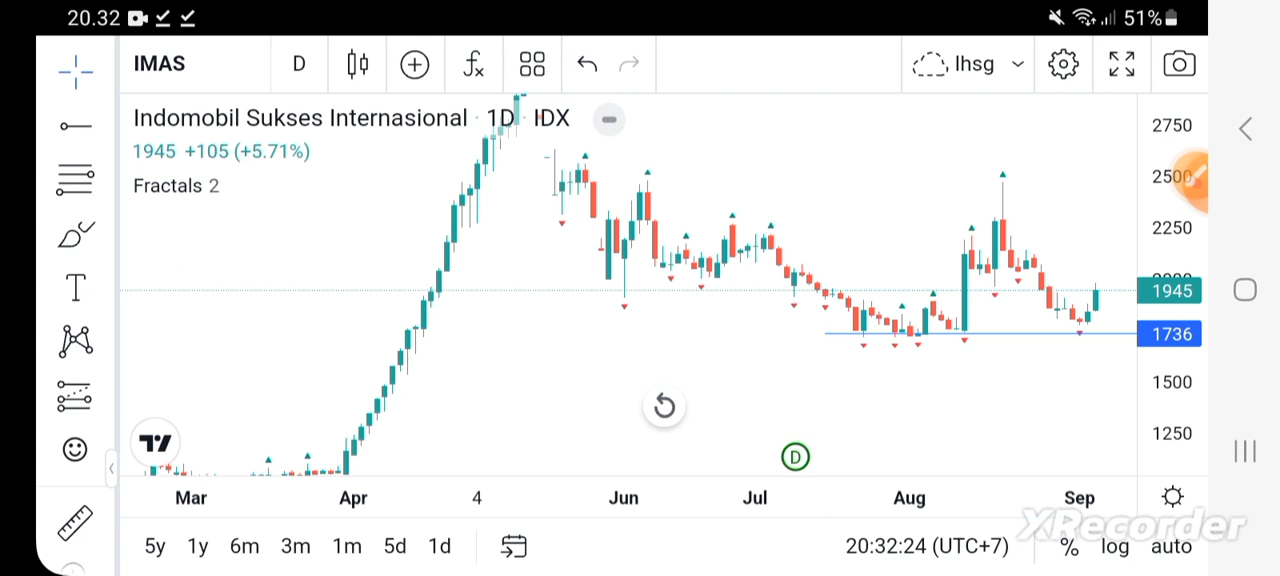 20.32
51%
IMAS
D
fx
Ihsg
Indomobil Sukses Internasional · 1D · IDX
1945 +105 (+5.71%)
Fractals 2
2750
2500
2250
1945
1736
1500
1250
T
D
Mar Apr 4 Jun Jul Aug Sep
5y 1y 6m 3m 1m 5d 1d
20:32:24 (UTC+7)
% log auto
XRecorder